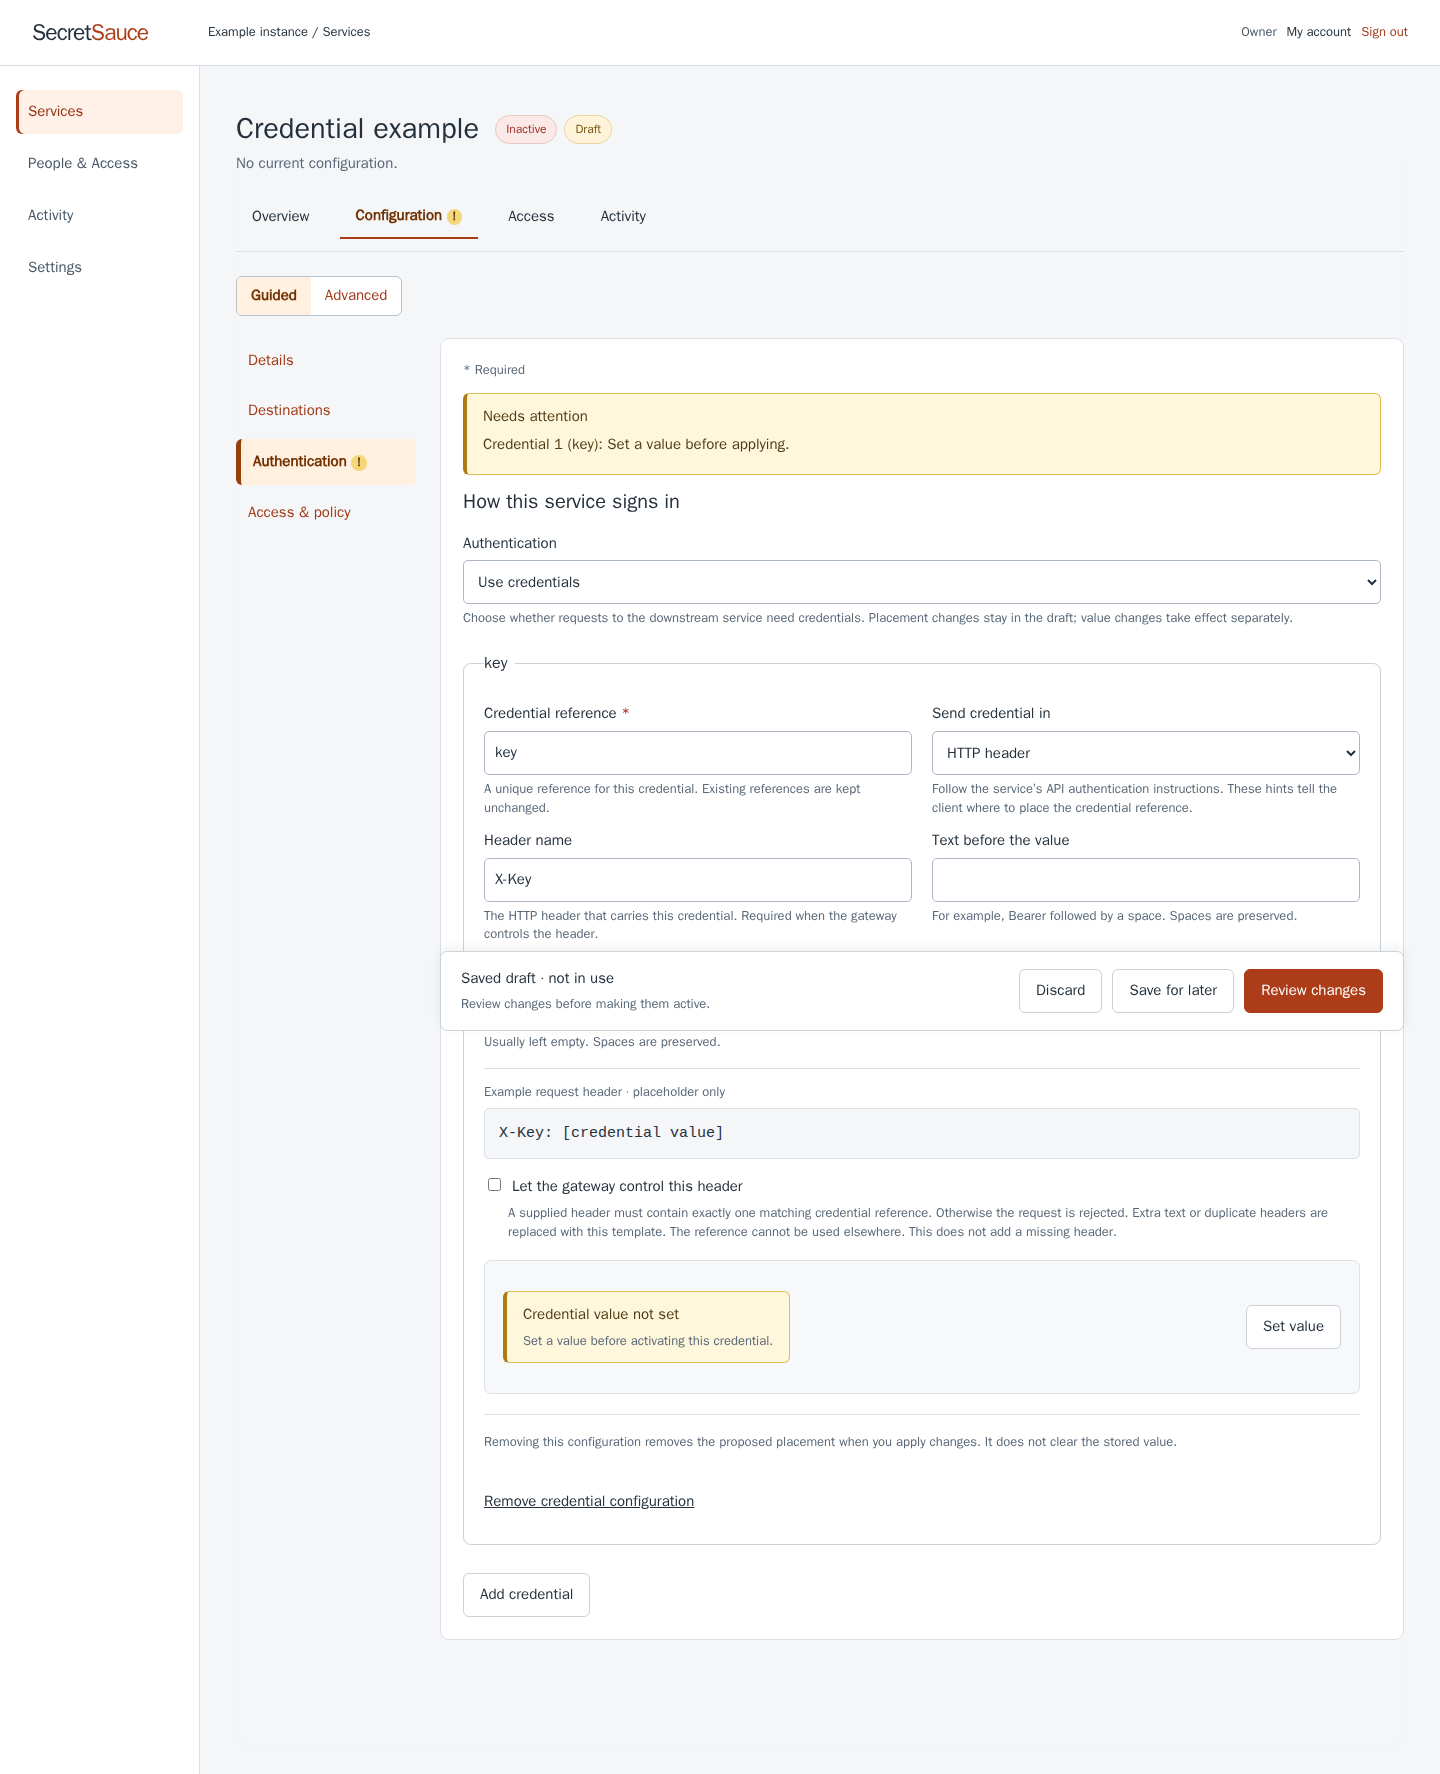 SecretSauce
Example instance / Services
Owner My account Sign out
Services
People & Access
Activity
Settings
Credential example Inactive Draft
No current configuration.
Overview Configuration ! Access Activity
Guided Advanced
Details
Destinations
Authentication !
Access & policy
* Required
Needs attention
Credential 1 (key): Set a value before applying.
How this service signs in
Authentication
Use credentials
Choose whether requests to the downstream service need credentials. Placement changes stay in the draft; value changes take effect separately.
key
Credential reference *
key
A unique reference for this credential. Existing references are kept
unchanged.
Send credential in
HTTP header
Follow the service's API authentication instructions. These hints tell the
client where to place the credential reference.
Header name
X-Key
The HTTP header that carries this credential. Required when the gateway
controls the header.
Text before the value
For example, Bearer followed by a space. Spaces are preserved.
Saved draft · not in use
Review changes before making them active.
Discard Save for later Review changes
Usually left empty. Spaces are preserved.
Example request header · placeholder only
X-Key: [credential value]
Let the gateway control this header
A supplied header must contain exactly one matching credential reference. Otherwise the request is rejected. Extra text or duplicate headers are
replaced with this template. The reference cannot be used elsewhere. This does not add a missing header.
Credential value not set
Set a value before activating this credential.
Set value
Removing this configuration removes the proposed placement when you apply changes. It does not clear the stored value.
Remove credential configuration
Add credential